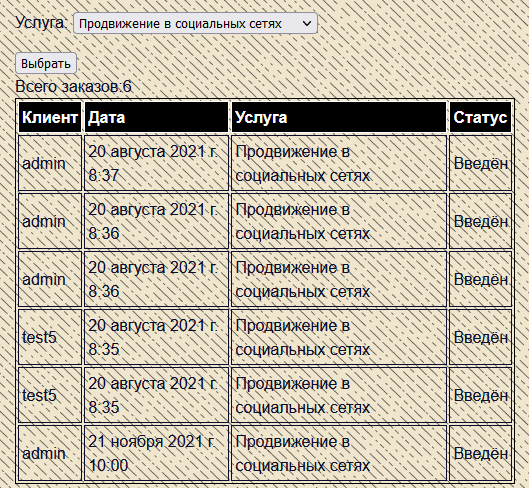 Услуга: Продвижение в социальных сетях
Выбрать
Всего заказов:6
Клиент Дата Услуга Статус
admin 20 августа 2021 г. 8:37 Продвижение в социальных сетях Введён
admin 20 августа 2021 г. 8:36 Продвижение в социальных сетях Введён
admin 20 августа 2021 г. 8:36 Продвижение в социальных сетях Введён
test5 20 августа 2021 г. 8:35 Продвижение в социальных сетях Введён
test5 20 августа 2021 г. 8:35 Продвижение в социальных сетях Введён
admin 21 ноября 2021 г. 10:00 Продвижение в социальных сетях Введён